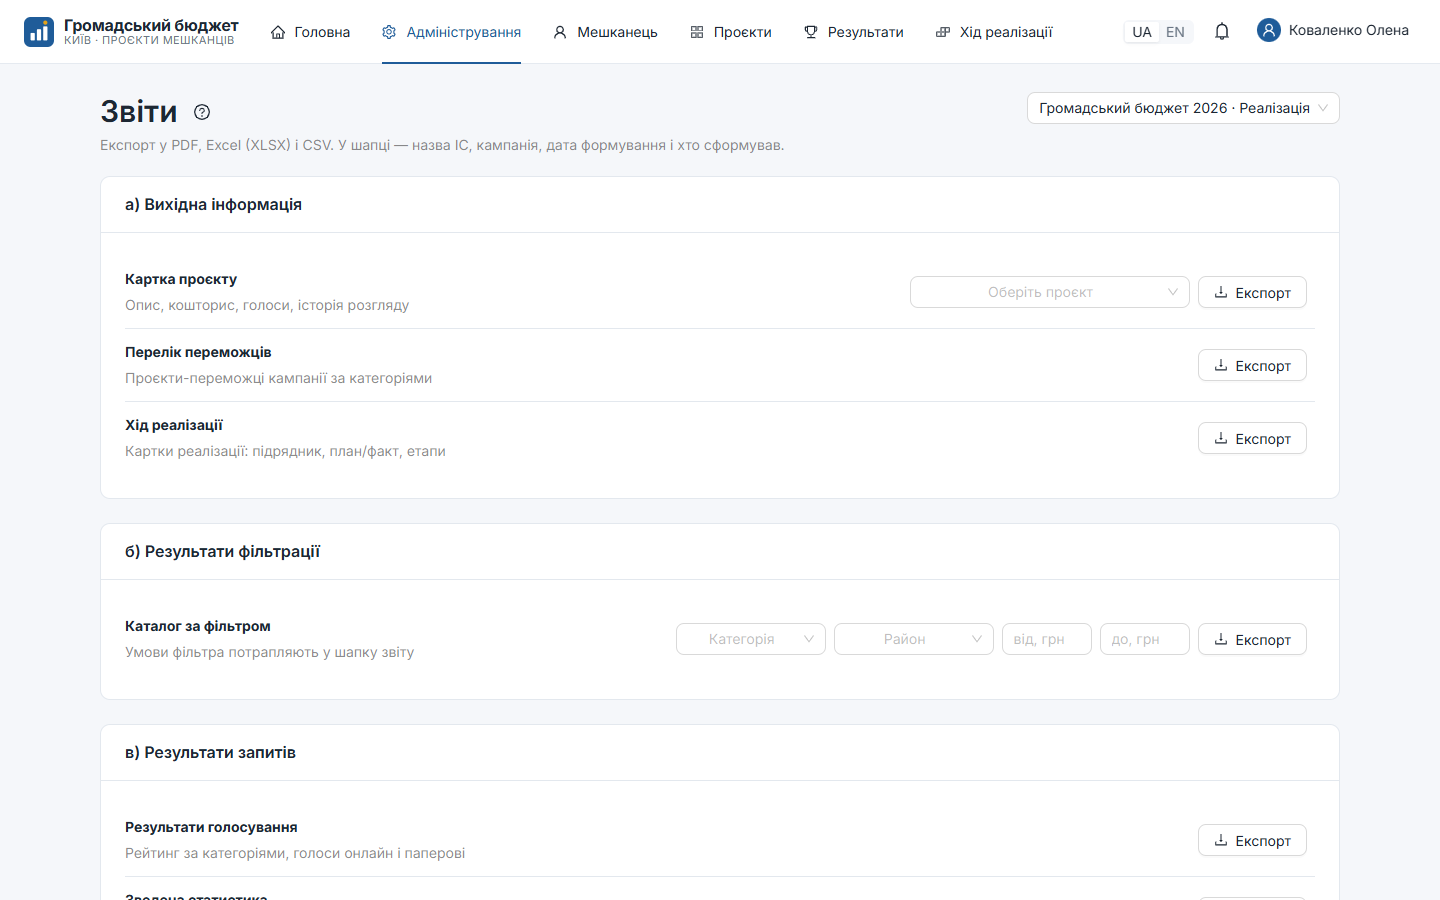 Громадський бюджет
КИЇВ · ПРОЄКТИ МЕШКАНЦІВ
Головна
Адміністрування
Мешканець
Проєкти
Результати
Хід реалізації
UA EN
Коваленко Олена
Звіти
Громадський бюджет 2026 · Реалізація
Експорт у PDF, Excel (XLSX) і CSV. У шапці — назва ІС, кампанія, дата формування і хто сформував.
а) Вихідна інформація
Картка проєкту
Опис, кошторис, голоси, історія розгляду
Оберіть проєкт
Експорт
Перелік переможців
Проєкти-переможці кампанії за категоріями
Експорт
Хід реалізації
Картки реалізації: підрядник, план/факт, етапи
Експорт
б) Результати фільтрації
Каталог за фільтром
Умови фільтра потрапляють у шапку звіту
Категорія
Район
від, грн
до, грн
Експорт
в) Результати запитів
Результати голосування
Рейтинг за категоріями, голоси онлайн і паперові
Експорт
Зведена статистика